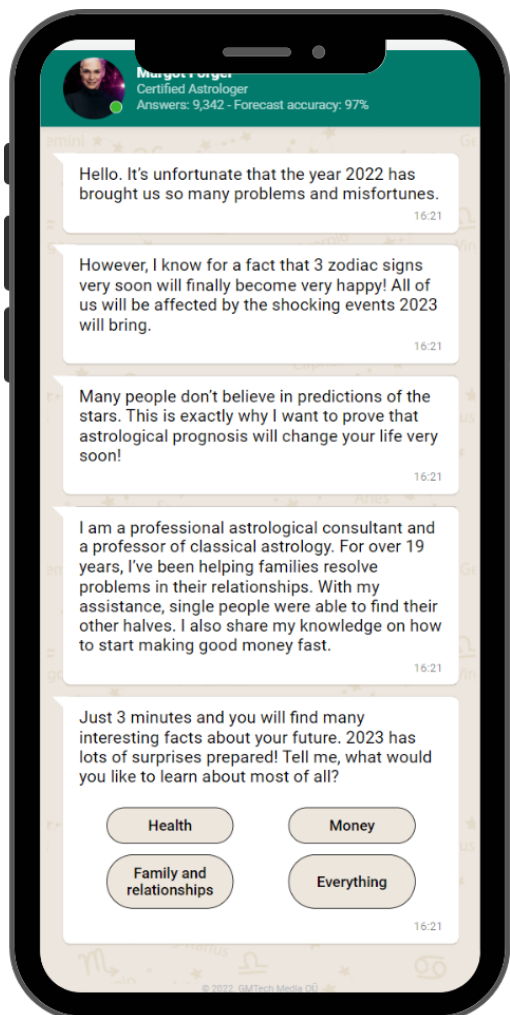 Certified Astrologer
Answers: 9,342 - Forecast accuracy: 97%
Hello. It's unfortunate that the year 2022 has
brought us so many problems and misfortunes.
16:21
However, I know for a fact that 3 zodiac signs
very soon will finally become very happy! All of
us will be affected by the shocking events 2023
will bring.
16:21
Many people don't believe in predictions of the
stars. This is exactly why I want to prove that
astrological prognosis will change your life very
soon!
16:21
I am a professional astrological consultant and
a professor of classical astrology. For over 19
years, I've been helping families resolve
problems in their relationships. With my
assistance, single people were able to find their
other halves. I also share my knowledge on how
to start making good money fast.
16:21
Just 3 minutes and you will find many
interesting facts about your future. 2023 has
lots of surprises prepared! Tell me, what would
you like to learn about most of all?
Health
Money
Family and
relationships
Everything
16:21
© 2022, GMTech Media OÜ